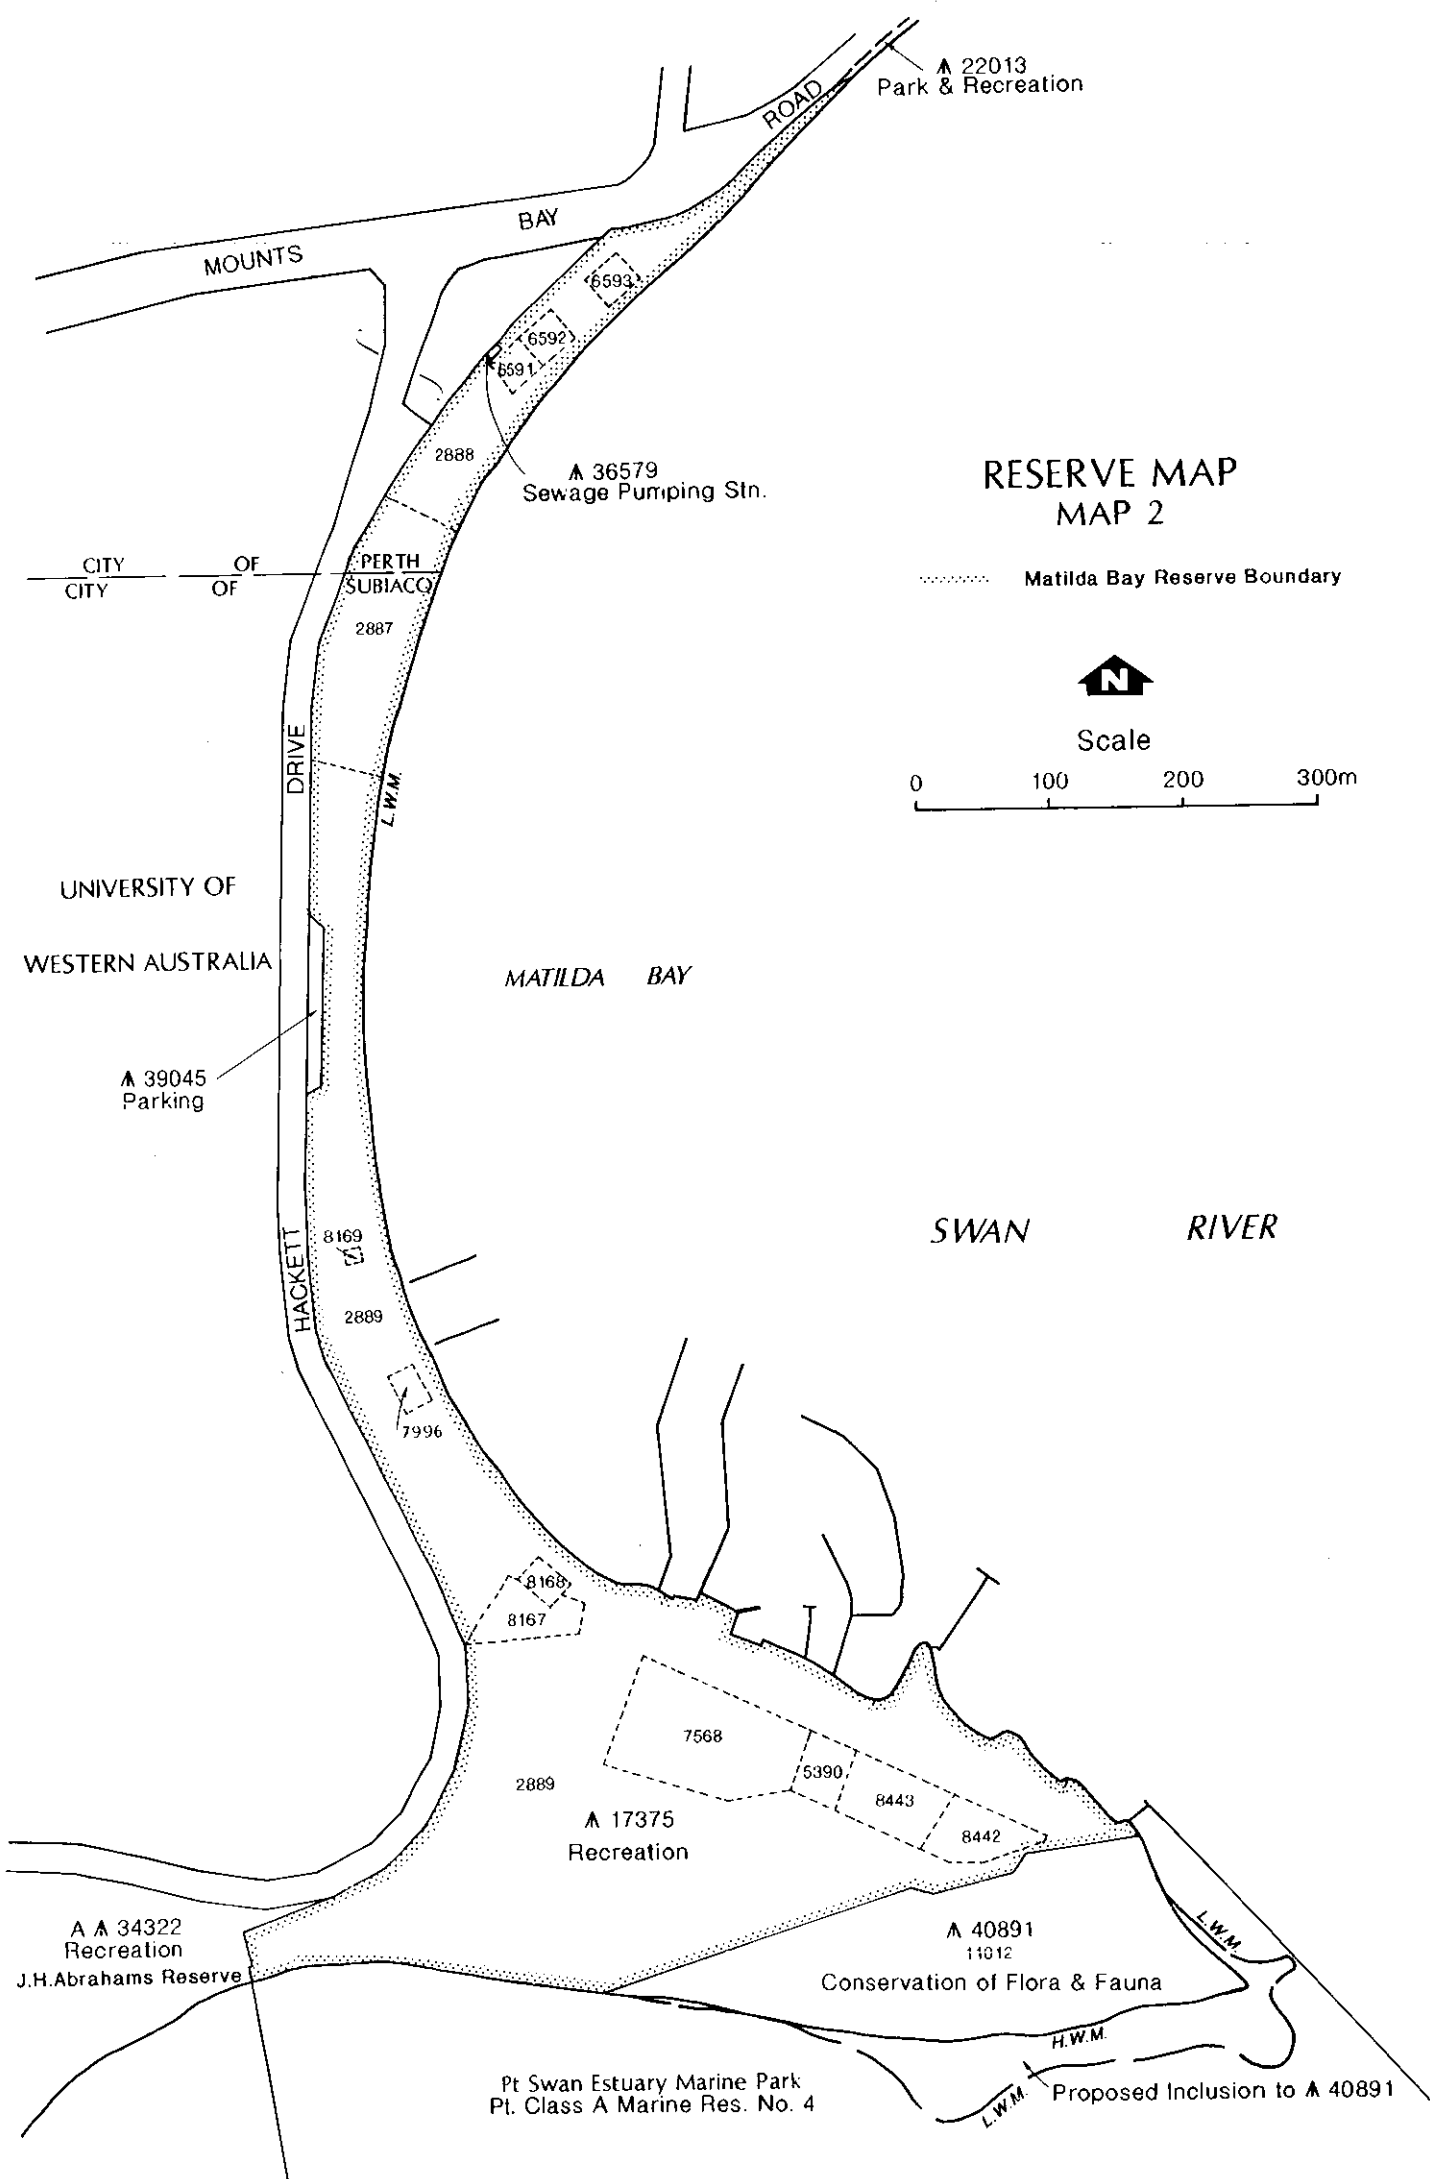 22013
Park & Recreation
ROAD
BAY
MOUNTS
6593
6592
6591
2888
36579
Sewage Pumping Stn.
RESERVE MAP
MAP 2
CITY OF PERTH
CITY OF SUBIACO
Matilda Bay Reserve Boundary
2887
N
Scale
0 100 200 300m
DRIVE
L.W.M.
UNIVERSITY OF
WESTERN AUSTRALIA
MATILDA BAY
39045
Parking
SWAN RIVER
8169
HACKETT
2889
7996
8168
8167
7568
5390
2889
8443
17375
8442
Recreation
A 34322
Recreation
J.H.Abrahams Reserve
40891
11012
Conservation of Flora & Fauna
L.W.M.
H.W.M.
Pt Swan Estuary Marine Park
Pt. Class A Marine Res. No. 4
L.W.M.
Proposed Inclusion to 40891